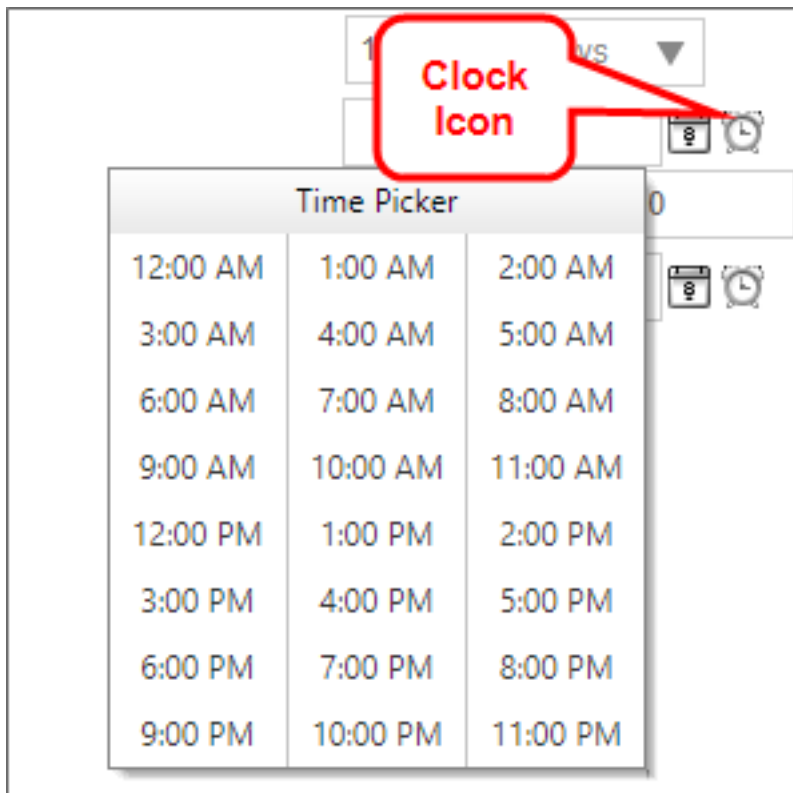 Clock
Icon
Time Picker
12:00 AM 1:00 AM 2:00 AM
3:00 AM 4:00 AM 5:00 AM
6:00 AM 7:00 AM 8:00 AM
9:00 AM 10:00 AM 11:00 AM
12:00 PM 1:00 PM 2:00 PM
3:00 PM 4:00 PM 5:00 PM
6:00 PM 7:00 PM 8:00 PM
9:00 PM 10:00 PM 11:00 PM